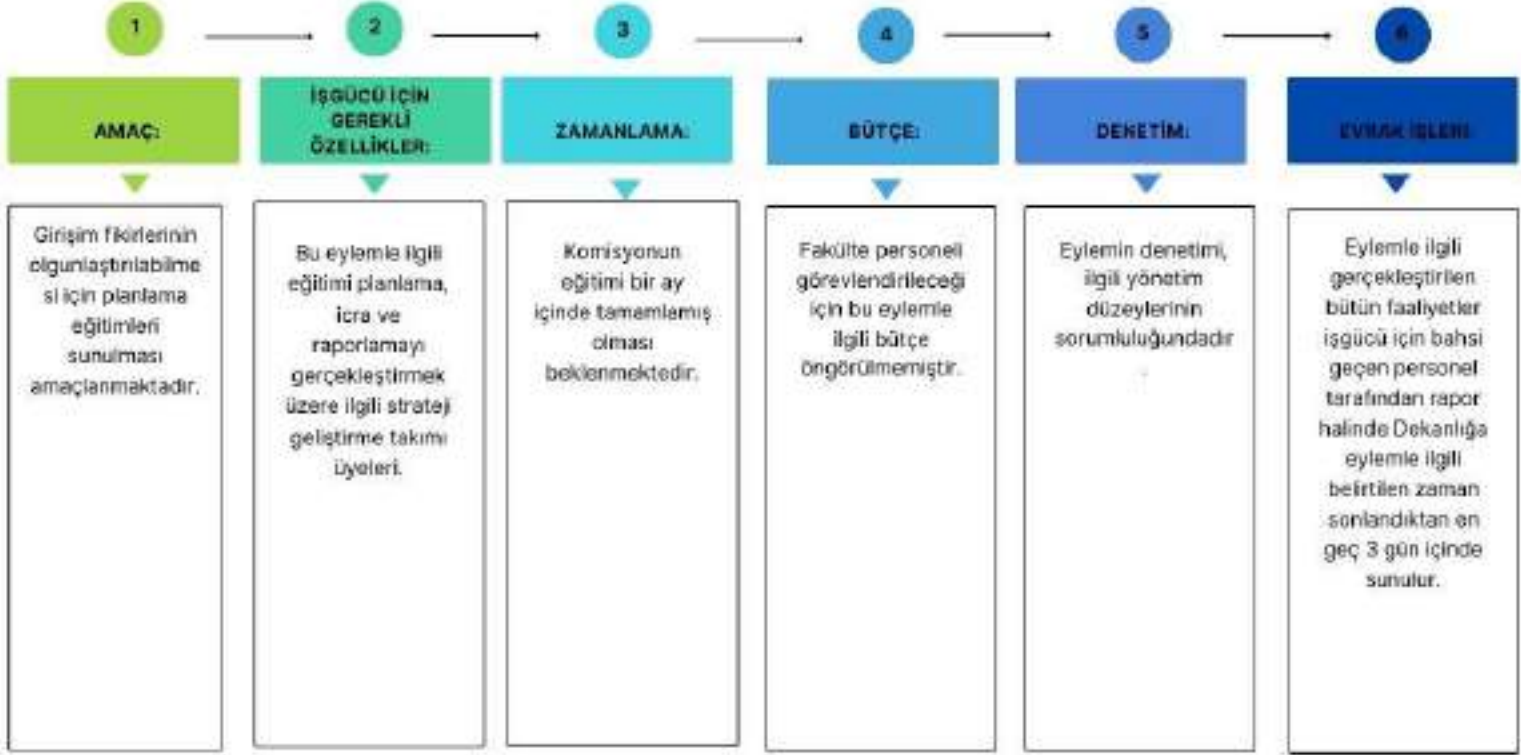 1
2
3
4
5
6
AMAÇ:
İŞGÜCÜ İÇİN
GEREKLİ
ÖZELLİKLER:
ZAMANLAMA:
BÜTÇE:
DENETİM:
EVRAK İŞLERİ:
Girişim fikirlerinin
olgunlaştırılabilme
si için planlama
eğitimleri
sunulması
amaçlanmaktadır.
Bu eylemle ilgili
eğitimi planlama,
icra ve
raporlamayı
gerçekleştirmek
üzere ilgili strateji
geliştirme takımı
üyeleri.
Komisyonun
eğitimi bir ay
içinde tamamlamış
olması
beklenmektedir.
Fakülte personeli
görevlendirileceği
için bu eylemle
ilgili bütçe
öngörülmemiştir.
Eylemin denetimi,
ilgili yönetim
düzeylerinin
sorumluluğundadır
.
Eylemle ilgili
gerçekleştirilen
bütün faaliyetler
işgücü için bahsi
geçen personel
tarafından rapor
halinde Dekanlığa
eylemle ilgili
belirtilen zaman
sonlandıktan en
geç 3 gün içinde
sunulur.